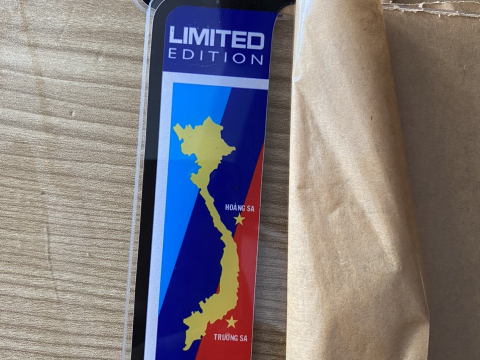 LIMITED
EDITION
HOÀNG SA
TRƯỜNG SA